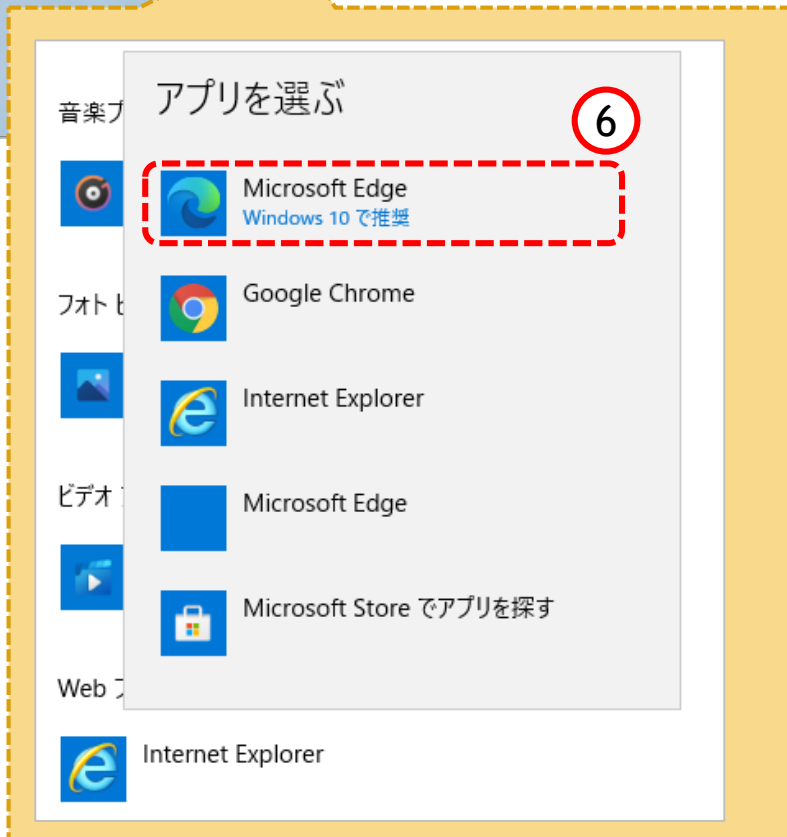 アプリを選ぶ
6
音楽プ
Microsoft Edge
Windows 10 で推奨
フォト ビ
Google Chrome
Internet Explorer
ビデオ
Microsoft Edge
Microsoft Store でアプリを探す
Web ブ
Internet Explorer